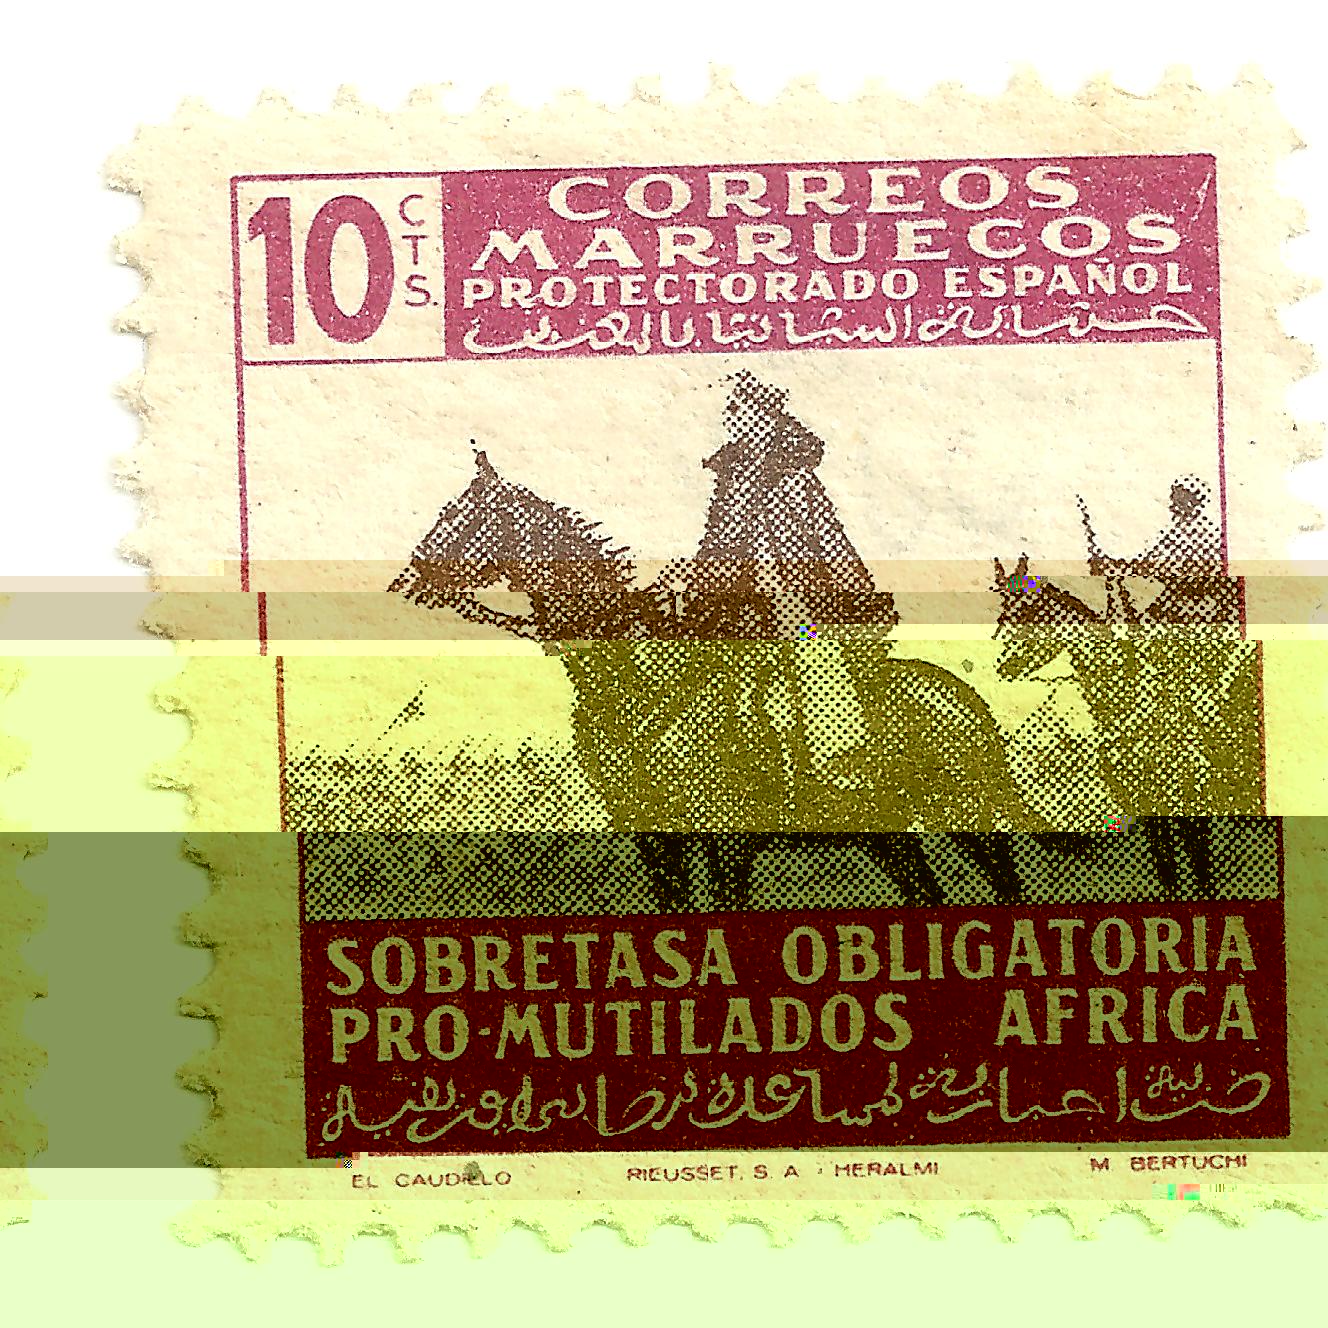 10 CTS.
CORREOS
MARRUECOS
PROTECTORADO ESPAÑOL
SOBRETASA OBLIGATORIA
PRO-MUTILADOS AFRICA
EL CAUDILLO RIEUSSET, S. A HERALMI M BERTUCHI